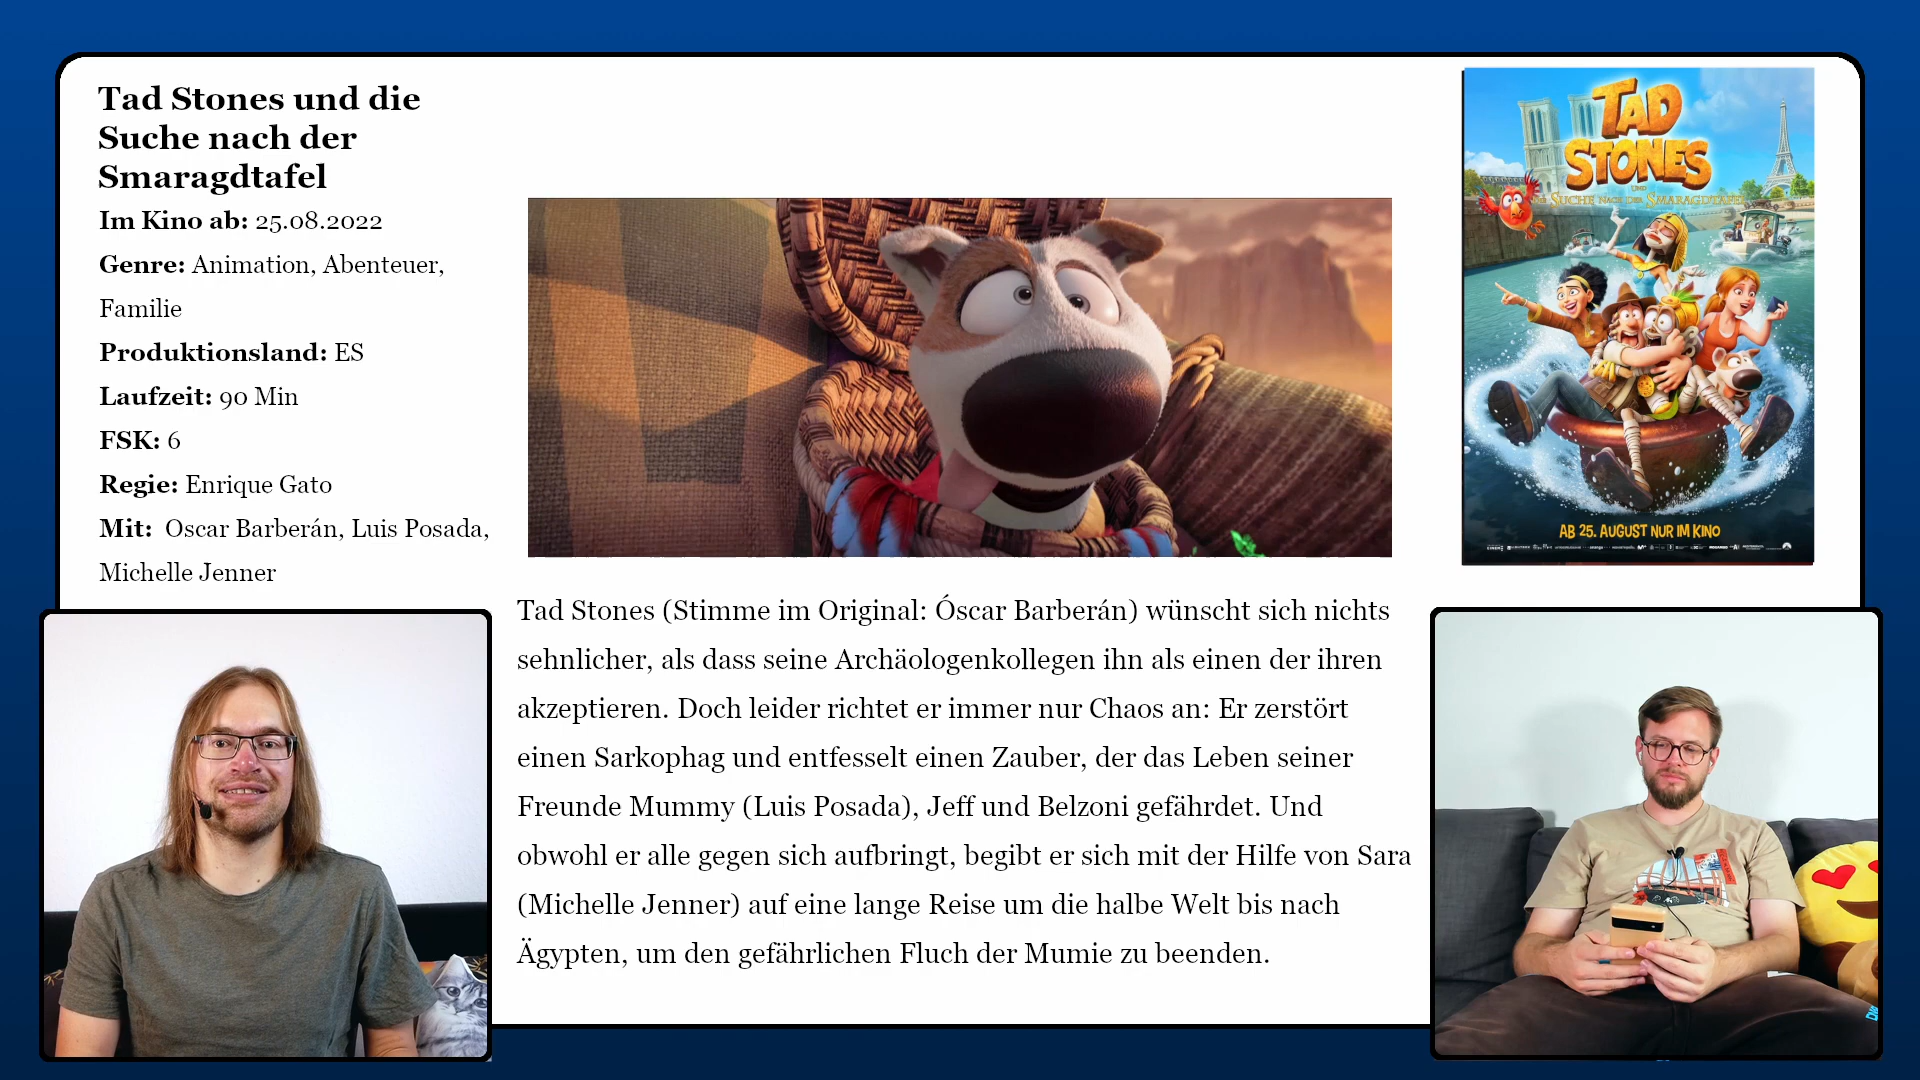 Tad Stones und die
Suche nach der
Smaragdtafel
Im Kino ab: 25.08.2022
Genre: Animation, Abenteuer,
Familie
Produktionsland: ES
Laufzeit: 90 Min
FSK: 6
Regie: Enrique Gato
Mit: Oscar Barberán, Luis Posada,
Michelle Jenner
TAD
STONES
UND
DIE SUCHE NACH DER SMARAGDTAFEL
AB 25. AUGUST NUR IM KINO
Tad Stones (Stimme im Original: Óscar Barberán) wünscht sich nichts
sehnlicher, als dass seine Archäologenkollegen ihn als einen der ihren
akzeptieren. Doch leider richtet er immer nur Chaos an: Er zerstört
einen Sarkophag und entfesselt einen Zauber, der das Leben seiner
Freunde Mummy (Luis Posada), Jeff und Belzoni gefährdet. Und
obwohl er alle gegen sich aufbringt, begibt er sich mit der Hilfe von Sara
(Michelle Jenner) auf eine lange Reise um die halbe Welt bis nach
Ägypten, um den gefährlichen Fluch der Mumie zu beenden.